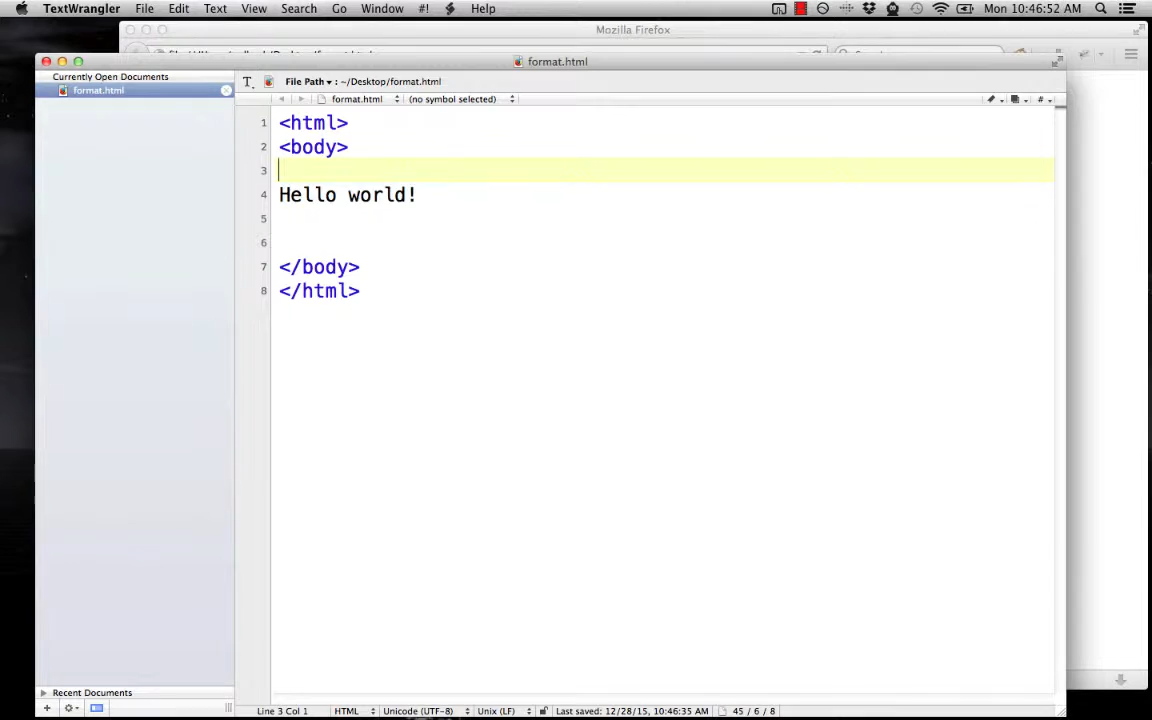 TextWrangler File Edit Text View Search Go Window #! Help Mon 10:46:52 AM
Mozilla Firefox
format.html
Currently Open Documents
format.html
File Path ▾ : ~/Desktop/format.html
format.html (no symbol selected) #
1 <html>
2 <body>
3
4 Hello world!
5
6
7 </body>
8 </html>
Recent Documents
Line 3 Col 1 HTML Unicode (UTF-8) Unix (LF) Last saved: 12/28/15, 10:46:35 AM 45 / 6 / 8